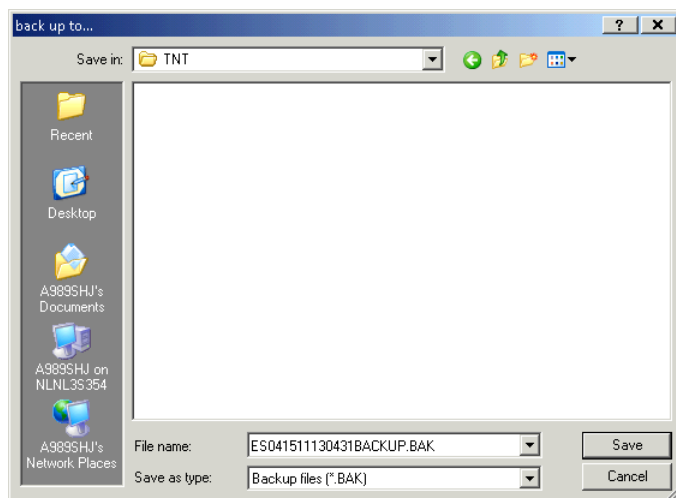 back up to...
Save in: TNT
Recent
Desktop
A989SHJ's
Documents
A989SHJ on
NLNL3S354
A989SHJ's
Network Places
File name: ES041511130431BACKUP.BAK Save
Save as type: Backup files (*.BAK) Cancel